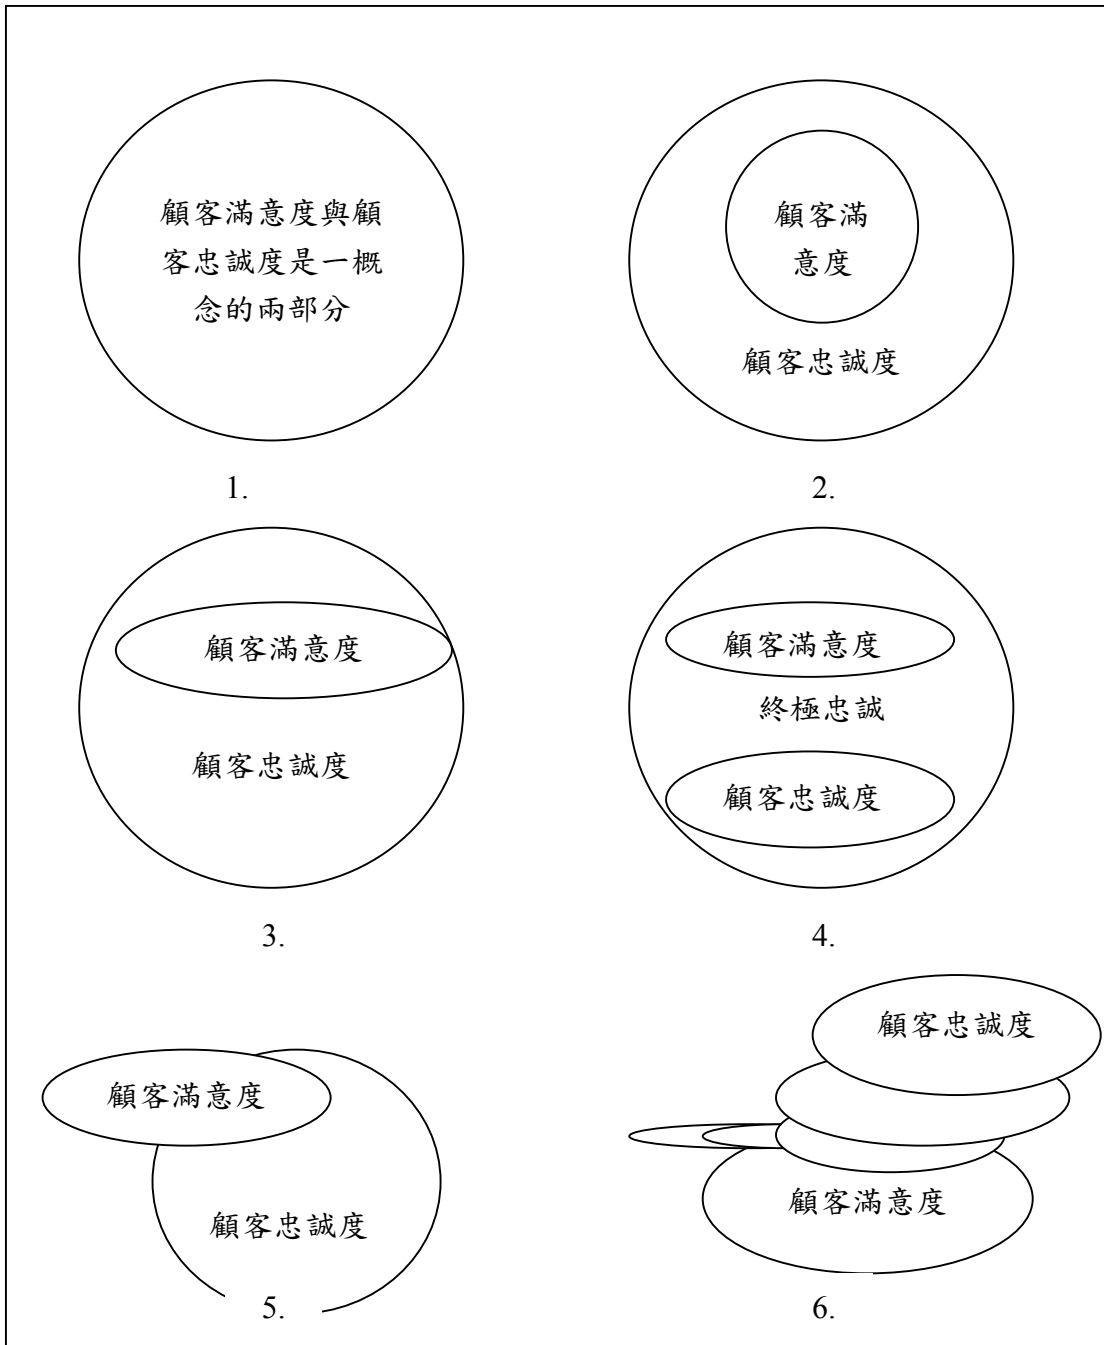 顧客滿意度與顧
客忠誠度是一概
念的兩部分
1.
顧客滿
意度
顧客忠誠度
2.
顧客滿意度
顧客忠誠度
3.
顧客滿意度
終極忠誠
顧客忠誠度
4.
顧客滿意度
顧客忠誠度
5.
顧客忠誠度
顧客滿意度
6.